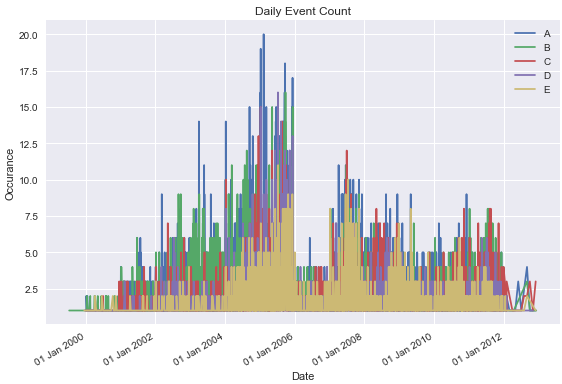 Daily Event Count
20.0
17.5
15.0
12.5
10.0
7.5
5.0
2.5
Occurance
A
B
C
D
E
01 Jan 2000
01 Jan 2002
01 Jan 2004
01 Jan 2006
01 Jan 2008
01 Jan 2010
01 Jan 2012
Date